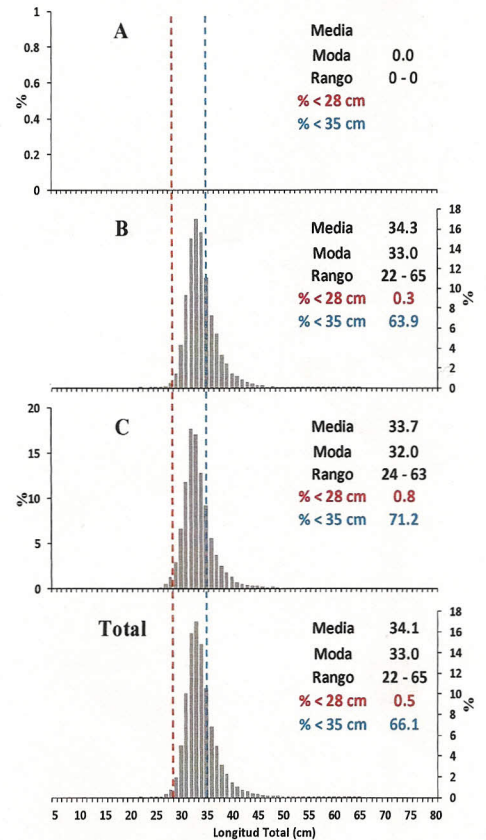 1
0.8
0.6
0.4
0.2
0
%
A
Media
Moda 0.0
Rango 0 - 0
% < 28 cm
% < 35 cm
18
16
14
12
10
8
6
4
2
0
%
B
Media 34.3
Moda 33.0
Rango 22 - 65
% < 28 cm 0.3
% < 35 cm 63.9
20
15
10
5
0
%
C
Media 33.7
Moda 32.0
Rango 24 - 63
% < 28 cm 0.8
% < 35 cm 71.2
18
16
14
12
10
8
6
4
2
0
%
Total
Media 34.1
Moda 33.0
Rango 22 - 65
% < 28 cm 0.5
% < 35 cm 66.1
5 10 15 20 25 30 35 40 45 50 55 60 65 70 75 80
Longitud Total (cm)